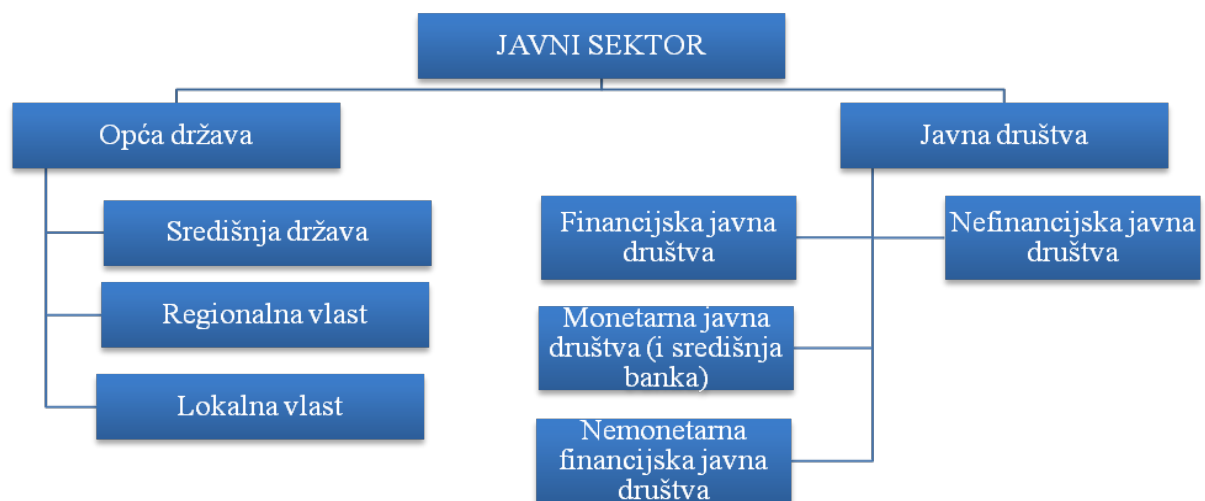 JAVNI SEKTOR
Opća država
Središnja država
Regionalna vlast
Lokalna vlast
Javna društva
Financijska javna
društva
Nefinancijska javna
društva
Monetarna javna
društva (i središnja
banka)
Nemonetarna
financijska javna
društva